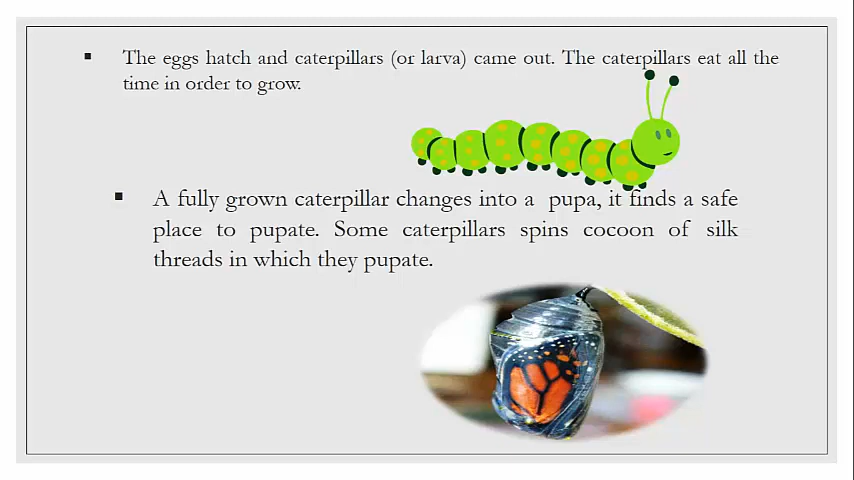 The eggs hatch and caterpillars (or larva) came out. The caterpillars eat all the
time in order to grow.
A fully grown caterpillar changes into a pupa, it finds a safe
place to pupate. Some caterpillars spins cocoon of silk
threads in which they pupate.